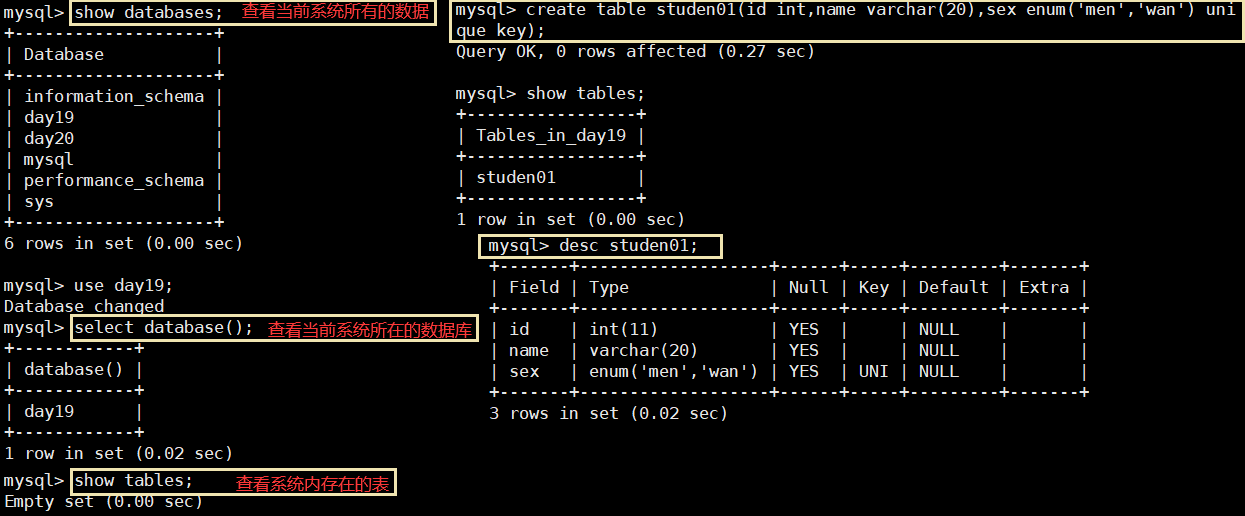 mysql> show databases; 查看当前系统所有的数据
+--------------------+
| Database           |
+--------------------+
| information_schema |
| day19              |
| day20              |
| mysql              |
| performance_schema |
| sys                |
+--------------------+
6 rows in set (0.00 sec)
mysql> use day19;
Database changed
mysql> select database(); 查看当前系统所在的数据库
+------------+
| database() |
+------------+
| day19      |
+------------+
1 row in set (0.02 sec)
mysql> show tables; 查看系统内存在的表
Empty set (0.00 sec)
mysql> create table studen01(id int,name varchar(20),sex enum('men','wan') uni
que key);
Query OK, 0 rows affected (0.27 sec)
mysql> show tables;
+-----------------+
| Tables_in_day19 |
+-----------------+
| studen01        |
+-----------------+
1 row in set (0.00 sec)
mysql> desc studen01;
+-------+-------------------+------+-----+---------+-------+
| Field | Type              | Null | Key | Default | Extra |
+-------+-------------------+------+-----+---------+-------+
| id    | int(11)           | YES  |     | NULL    |       |
| name  | varchar(20)       | YES  |     | NULL    |       |
| sex   | enum('men','wan') | YES  | UNI | NULL    |       |
+-------+-------------------+------+-----+---------+-------+
3 rows in set (0.02 sec)